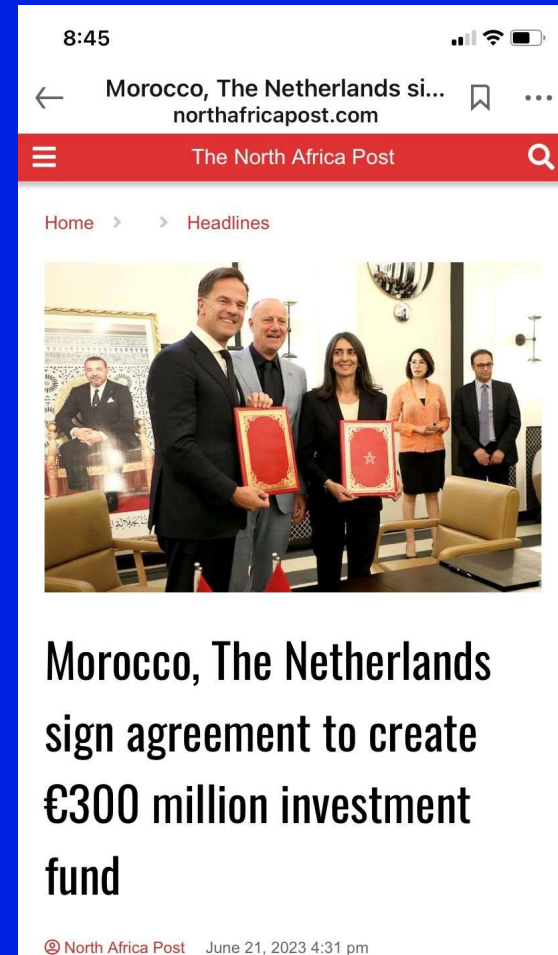 8:45
Morocco, The Netherlands si...
northafricapost.com
The North Africa Post
Home > > Headlines
Morocco, The Netherlands
sign agreement to create
€300 million investment
fund
North Africa Post June 21, 2023 4:31 pm